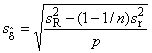 s_δ̂ = √((s_R² − (1 − 1/n)s_r²) / p)